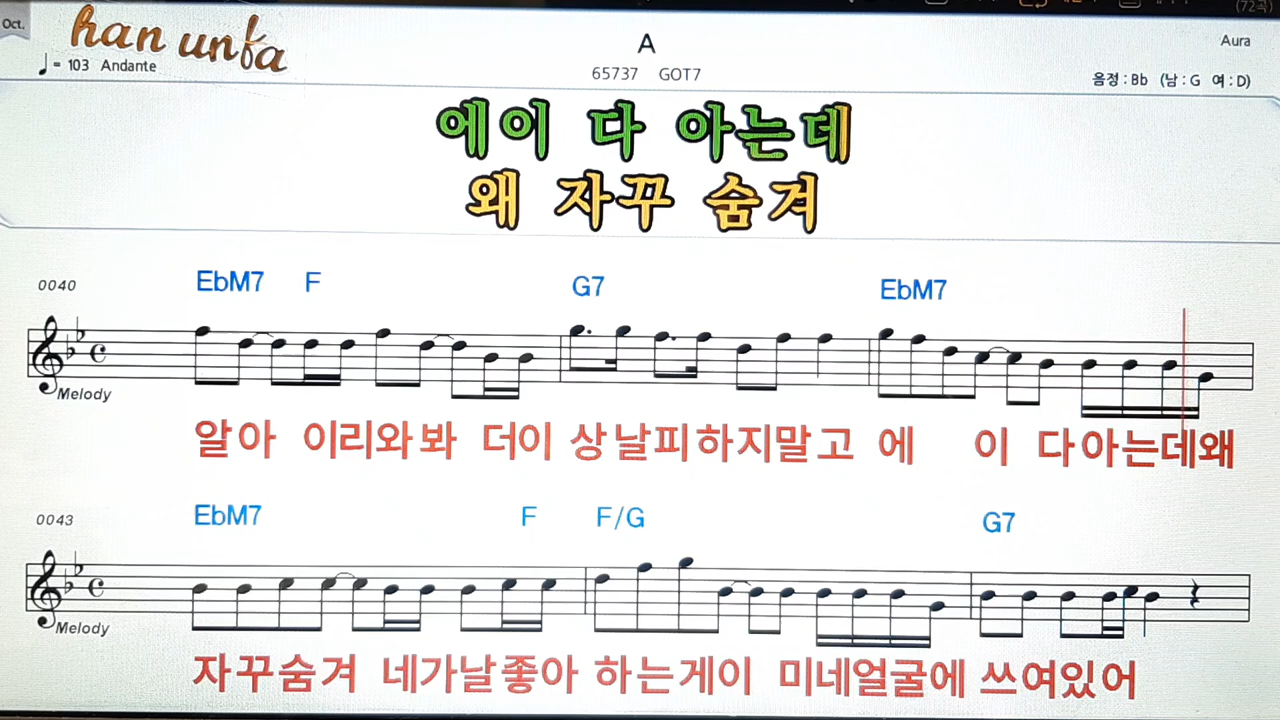 Oct.
han unfa
= 103 Andante
A
65737 GOT7
Aura
음정 : Bb (남 : G 여 : D)
(72곡)
에이 다 아는데
왜 자꾸 숨겨
0040
EbM7 F G7 EbM7
Melody
알아 이리와봐 더이 상날피하지말고 에 이 다아는데왜
0043
EbM7 F F/G G7
Melody
자꾸숨겨 네가날좋아 하는게이 미네얼굴에 쓰여있어